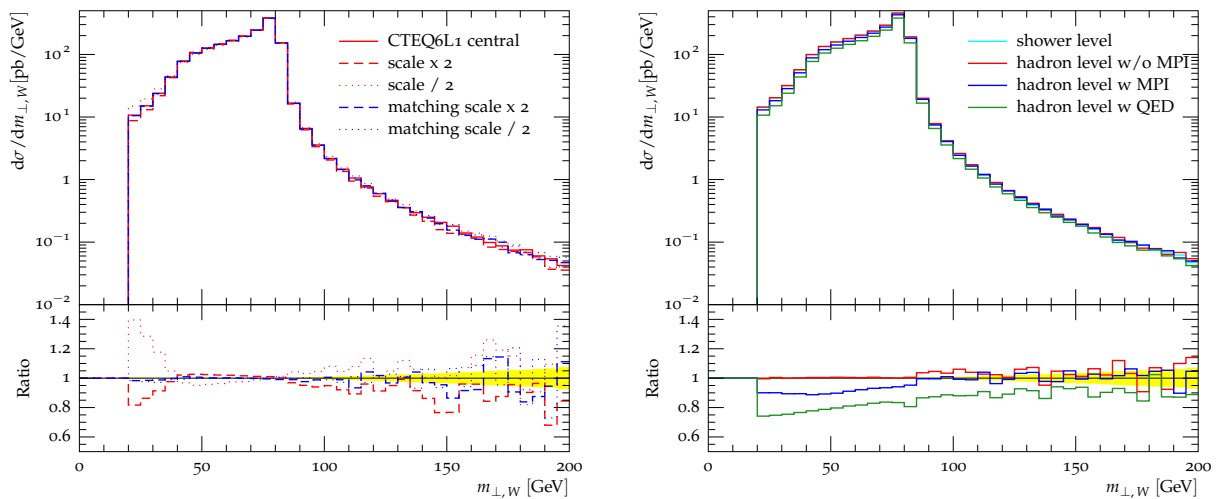 CTEQ6L1 central
scale x 2
scale / 2
matching scale x 2
matching scale / 2
10²
10¹
1
10⁻¹
10⁻²
dσ/dm⊥,W [pb/GeV]
1.4
1.2
1
0.8
0.6
Ratio
0 50 100 150 200
m⊥,W [GeV]
shower level
hadron level w/o MPI
hadron level w MPI
hadron level w QED
10²
10¹
1
10⁻¹
10⁻²
dσ/dm⊥,W [pb/GeV]
1.4
1.2
1
0.8
0.6
Ratio
0 50 100 150 200
m⊥,W [GeV]